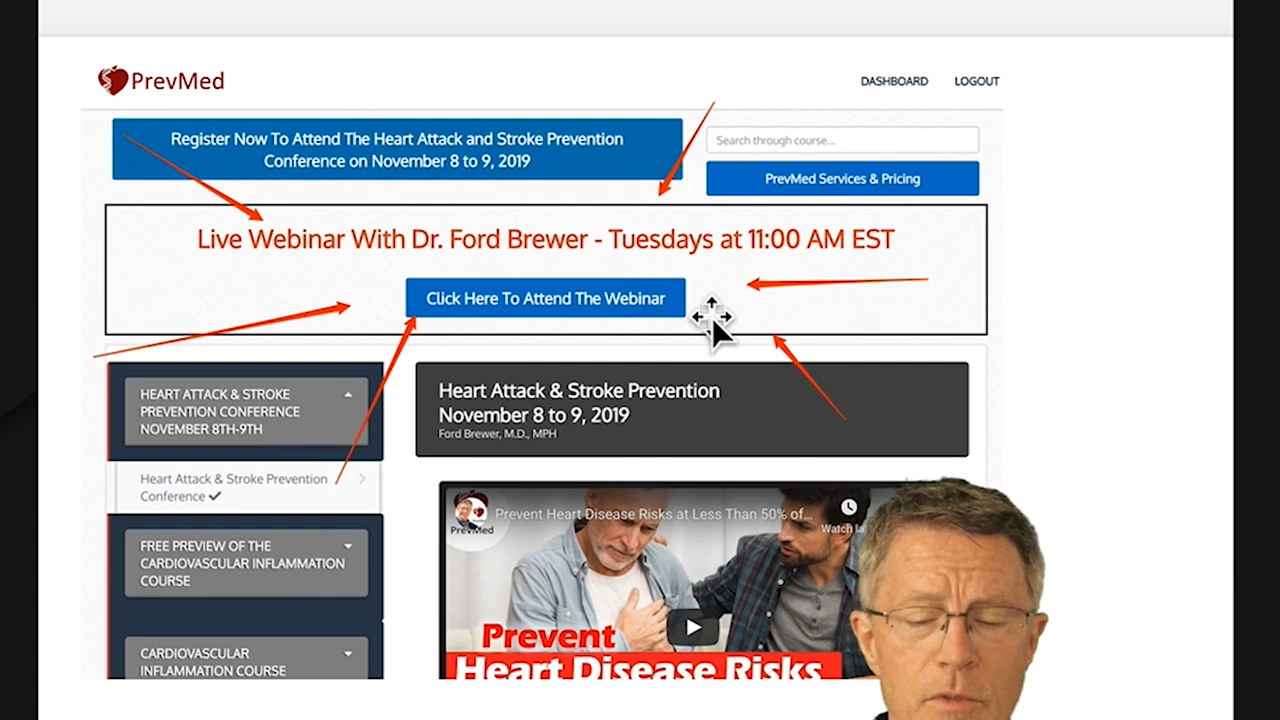 PrevMed
DASHBOARD
LOGOUT
Register Now To Attend The Heart Attack and Stroke Prevention
Conference on November 8 to 9, 2019
Search through course...
PrevMed Services & Pricing
Live Webinar With Dr. Ford Brewer - Tuesdays at 11:00 AM EST
Click Here To Attend The Webinar
HEART ATTACK & STROKE
PREVENTION CONFERENCE
NOVEMBER 8TH-9TH
Heart Attack & Stroke Prevention
Conference
FREE PREVIEW OF THE
CARDIOVASCULAR INFLAMMATION
COURSE
CARDIOVASCULAR
INFLAMMATION COURSE
Heart Attack & Stroke Prevention
November 8 to 9, 2019
Ford Brewer, M.D., MPH
PrevMed
Prevent Heart Disease Risks at Less Than 50% of...
Watch la
Prevent
Heart Disease Risks